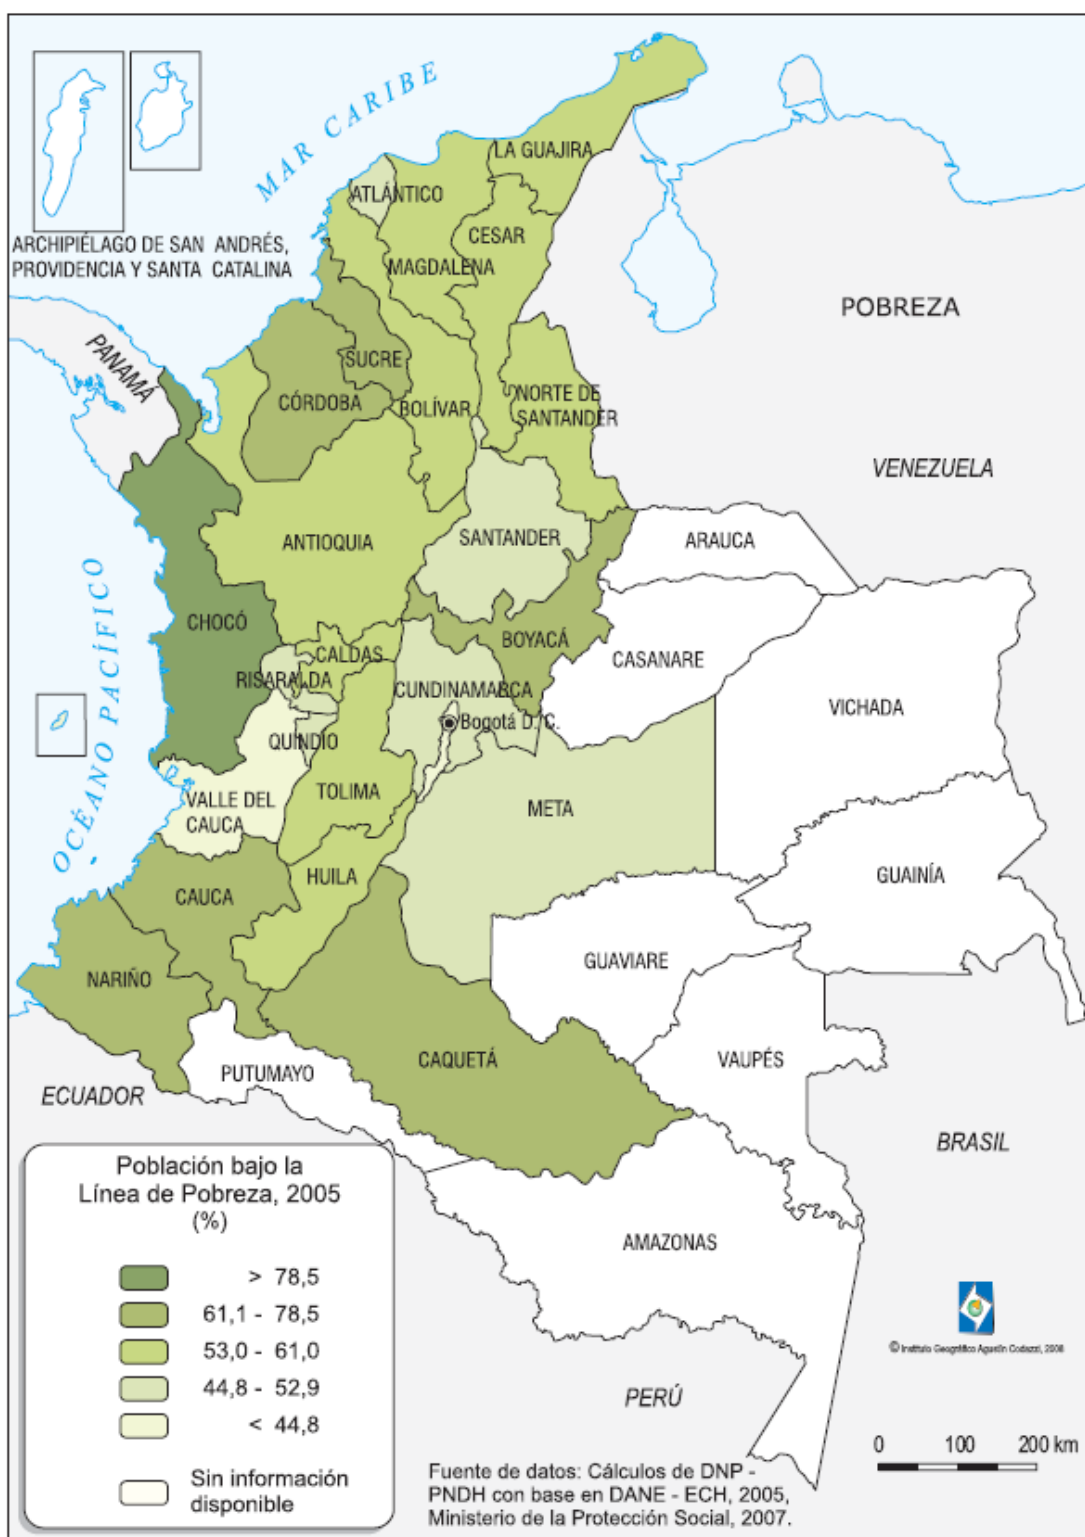 MAR CARIBE
LA GUAJIRA
ATLÁNTICO
ARCHIPIÉLAGO DE SAN ANDRÉS,
PROVIDENCIA Y SANTA CATALINA
CESAR
MAGDALENA
POBREZA
PANAMÁ
SUCRE
CÓRDOBA
BOLÍVAR
NORTE DE
SANTANDER
VENEZUELA
ANTIOQUIA
SANTANDER
ARAUCA
OCÉANO PACÍFICO
CHOCÓ
BOYACÁ
CALDAS
CASANARE
RISARALDA
CUNDINAMARCA
VICHADA
Bogotá D. C.
QUINDÍO
TOLIMA
VALLE DEL
CAUCA
META
HUILA
GUAINÍA
CAUCA
GUAVIARE
NARIÑO
CAQUETÁ
VAUPÉS
PUTUMAYO
ECUADOR
BRASIL
AMAZONAS
PERÚ
Población bajo la
Línea de Pobreza, 2005
(%)
> 78,5
61,1 - 78,5
53,0 - 61,0
44,8 - 52,9
< 44,8
Sin información
disponible
© Instituto Geográfico Agustín Codazzi, 2008
0 100 200 km
Fuente de datos: Cálculos de DNP -
PNDH con base en DANE - ECH, 2005,
Ministerio de la Protección Social, 2007.